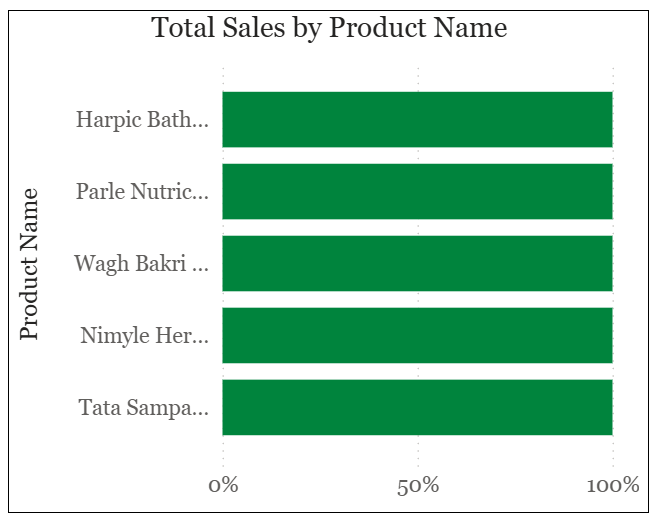 Total Sales by Product Name
Product Name
Harpic Bath...
Parle Nutric...
Wagh Bakri ...
Nimyle Her...
Tata Sampa...
0% 50% 100%